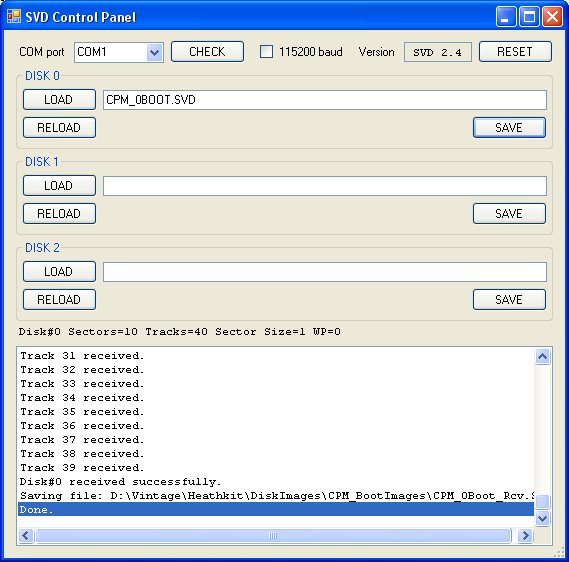 SVD Control Panel
COM port COM1 CHECK 115200 baud Version SVD 2.4 RESET
DISK 0
LOAD CPM_0BOOT.SVD
RELOAD SAVE
DISK 1
LOAD
RELOAD SAVE
DISK 2
LOAD
RELOAD SAVE
Disk#0 Sectors=10 Tracks=40 Sector Size=1 WP=0
Track 31 received.
Track 32 received.
Track 33 received.
Track 34 received.
Track 35 received.
Track 36 received.
Track 37 received.
Track 38 received.
Track 39 received.
Disk#0 received successfully.
Saving file: D:\Vintage\Heathkit\DiskImages\CPM_BootImages\CPM_0Boot_Rcv.S
Done.